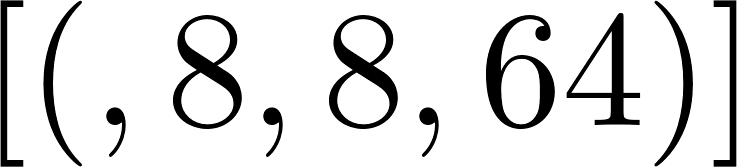 [(, 8, 8, 64)]